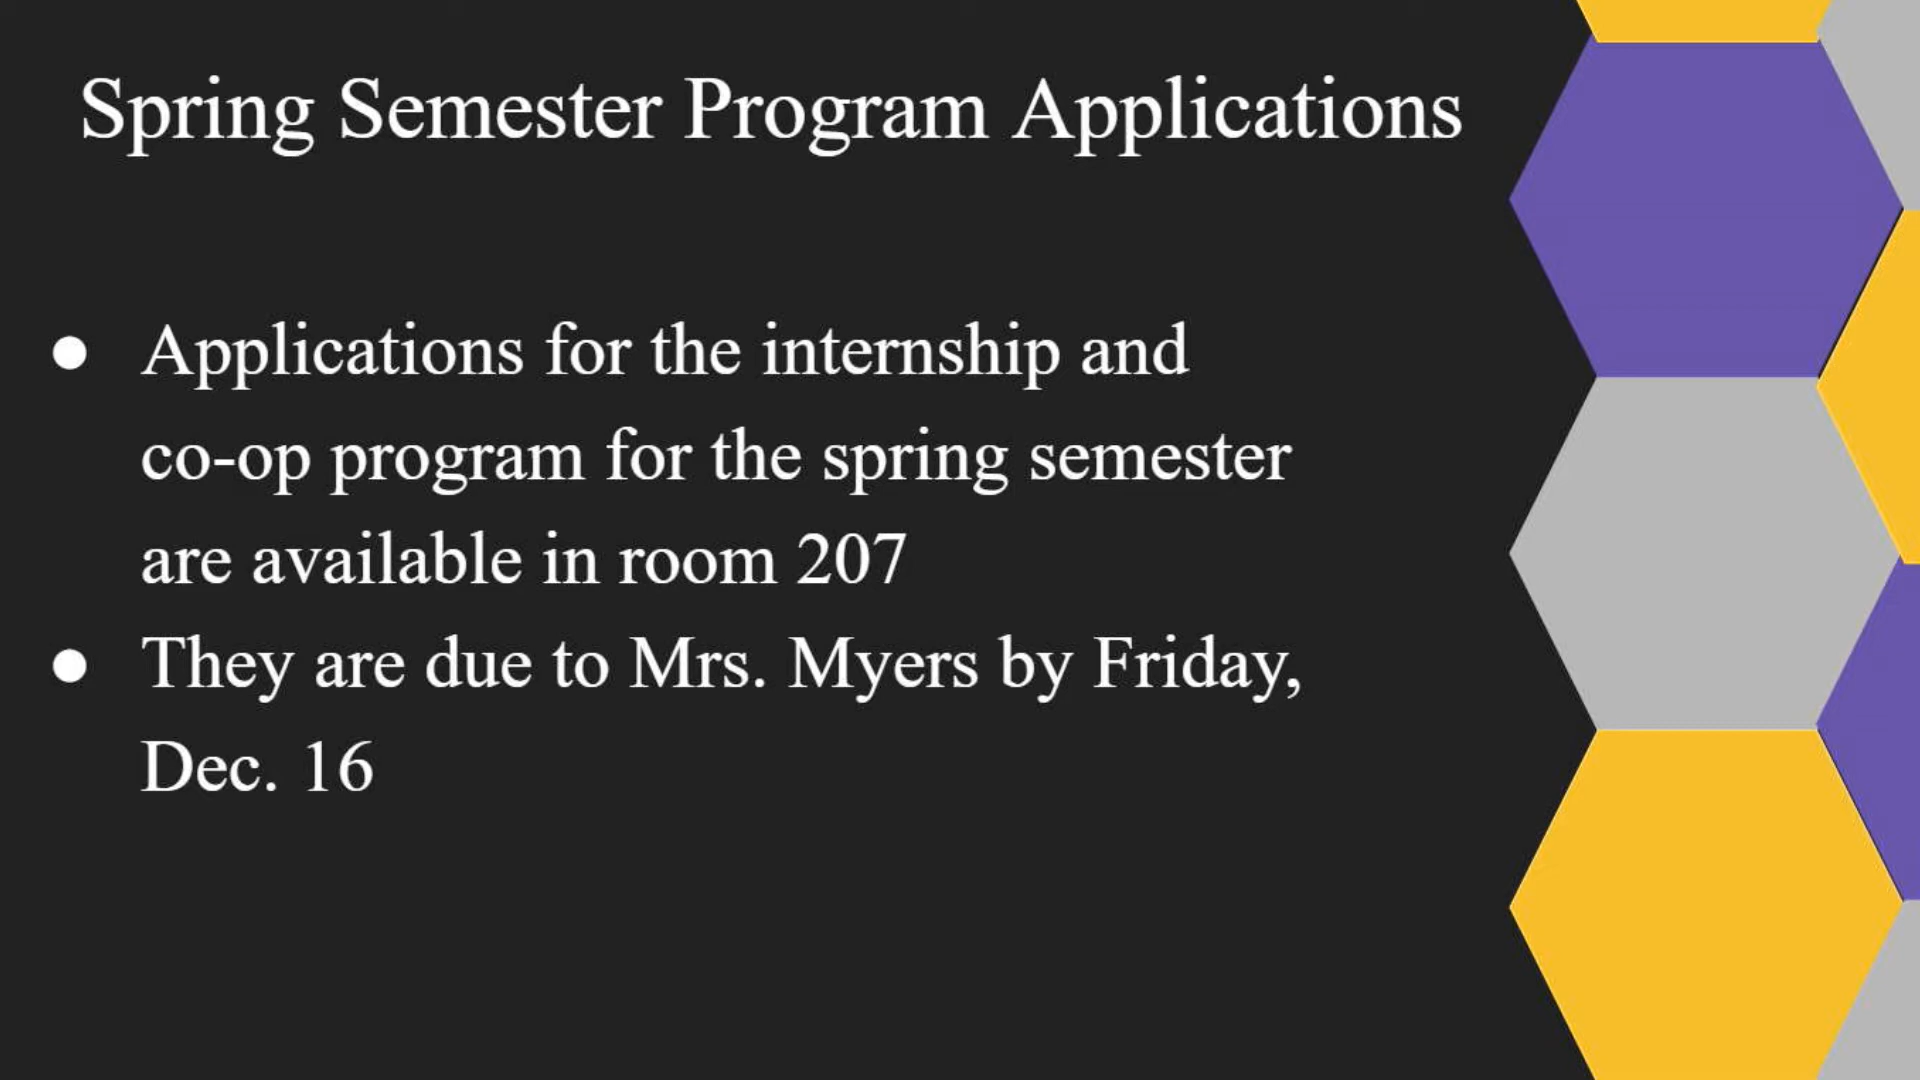 Spring Semester Program Applications
● Applications for the internship and
co-op program for the spring semester
are available in room 207
● They are due to Mrs. Myers by Friday,
Dec. 16